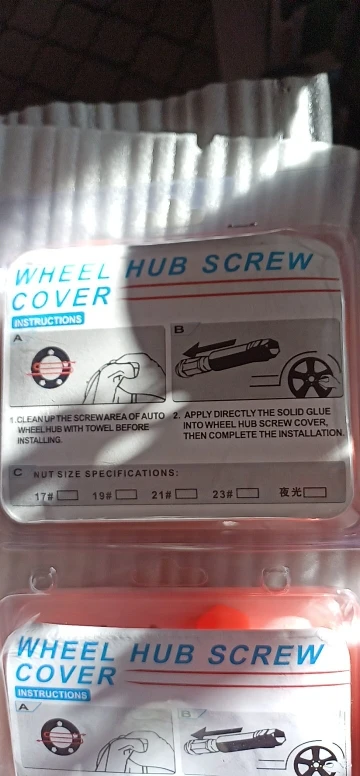 WHEEL HUB SCREW
COVER
INSTRUCTIONS
A
B
1.CLEAN UP THE SCREW AREA OF AUTO
WHEEL HUB WITH TOWEL BEFORE
INSTALLING.
2. APPLY DIRECTLY THE SOLID GLUE
INTO WHEEL HUB SCREW COVER,
THEN COMPLETE THE INSTALLATION.
C NUT SIZE SPECIFICATIONS:
17# 19# 21# 23# 夜光
WHEEL HUB SCREW
COVER
INSTRUCTIONS
A
B